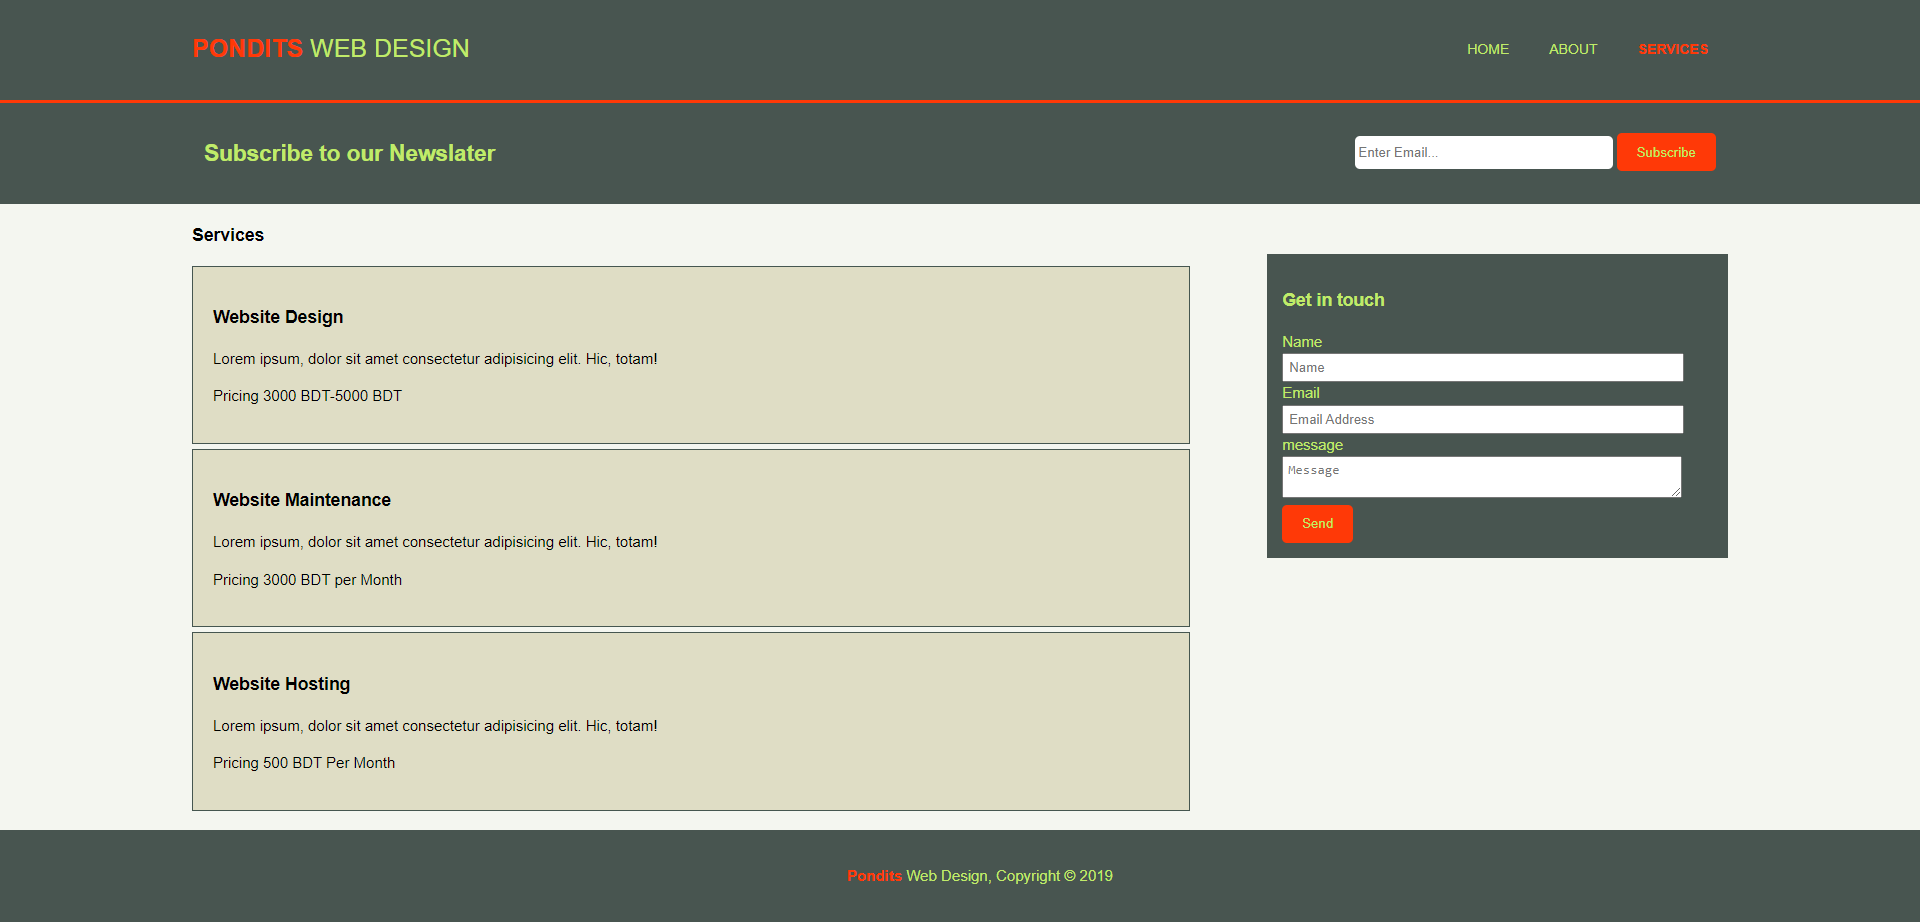 PONDITS WEB DESIGN
HOME ABOUT SERVICES
Subscribe to our Newslater
Enter Email... Subscribe
Services
Website Design
Lorem ipsum, dolor sit amet consectetur adipisicing elit. Hic, totam!
Pricing 3000 BDT-5000 BDT
Website Maintenance
Lorem ipsum, dolor sit amet consectetur adipisicing elit. Hic, totam!
Pricing 3000 BDT per Month
Website Hosting
Lorem ipsum, dolor sit amet consectetur adipisicing elit. Hic, totam!
Pricing 500 BDT Per Month
Get in touch
Name
Name
Email
Email Address
message
Message
Send
Pondits Web Design, Copyright © 2019